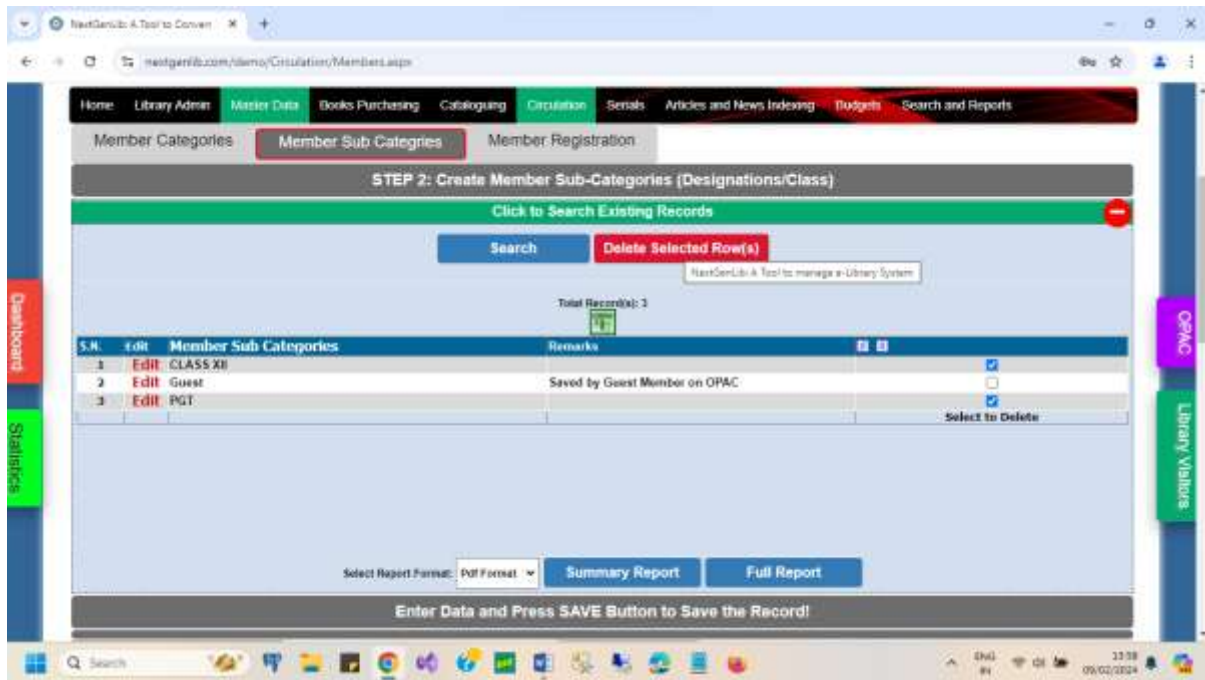 NextGenLib: A Tool to Conver
nextgenlib.com/demo/Circulation/Members.aspx
Home Library Admin Master Data Books Purchasing Cataloguing Circulation Serials Articles and News Indexing Budgets Search and Reports
Member Categories Member Sub Categries Member Registration
STEP 2: Create Member Sub-Categories (Designations/Class)
Click to Search Existing Records
Search Delete Selected Row(s)
NextGenLib: A Tool to manage e-Library System
Total Record(s): 3
S.N. Edit Member Sub Categories Remarks
1 Edit CLASS XII
2 Edit Guest Saved by Guest Member on OPAC
3 Edit PGT
Select to Delete
Select Report Format: Pdf Format Summary Report Full Report
Enter Data and Press SAVE Button to Save the Record!
Dashboard
Statistics
OPAC
Library Visitors
Search
ENG
IN
09/02/2024